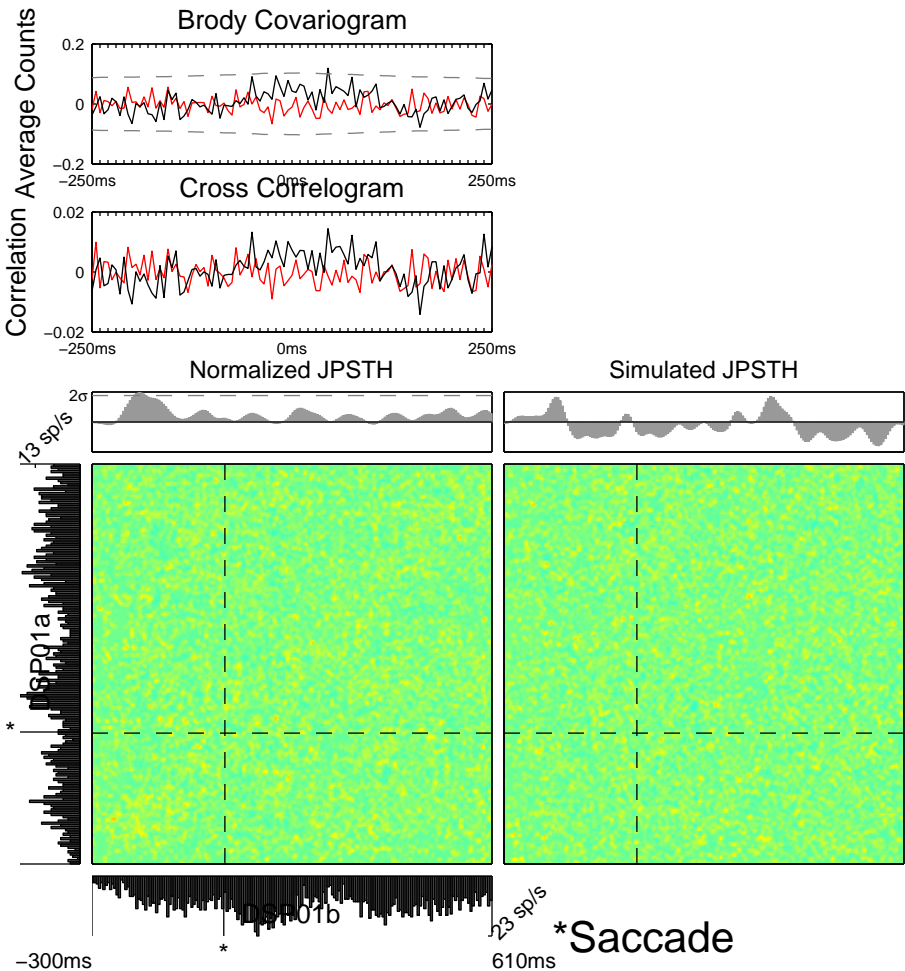 Brody Covariogram
Average Counts
0.2
0
−0.2
−250ms
0ms
250ms
Cross Correlogram
Correlation
0.02
0
−0.02
−250ms
0ms
250ms
Normalized JPSTH
Simulated JPSTH
2σ
13 sp/s
DSP01a
*
DSP01b
23 sp/s
*
*Saccade
−300ms
610ms